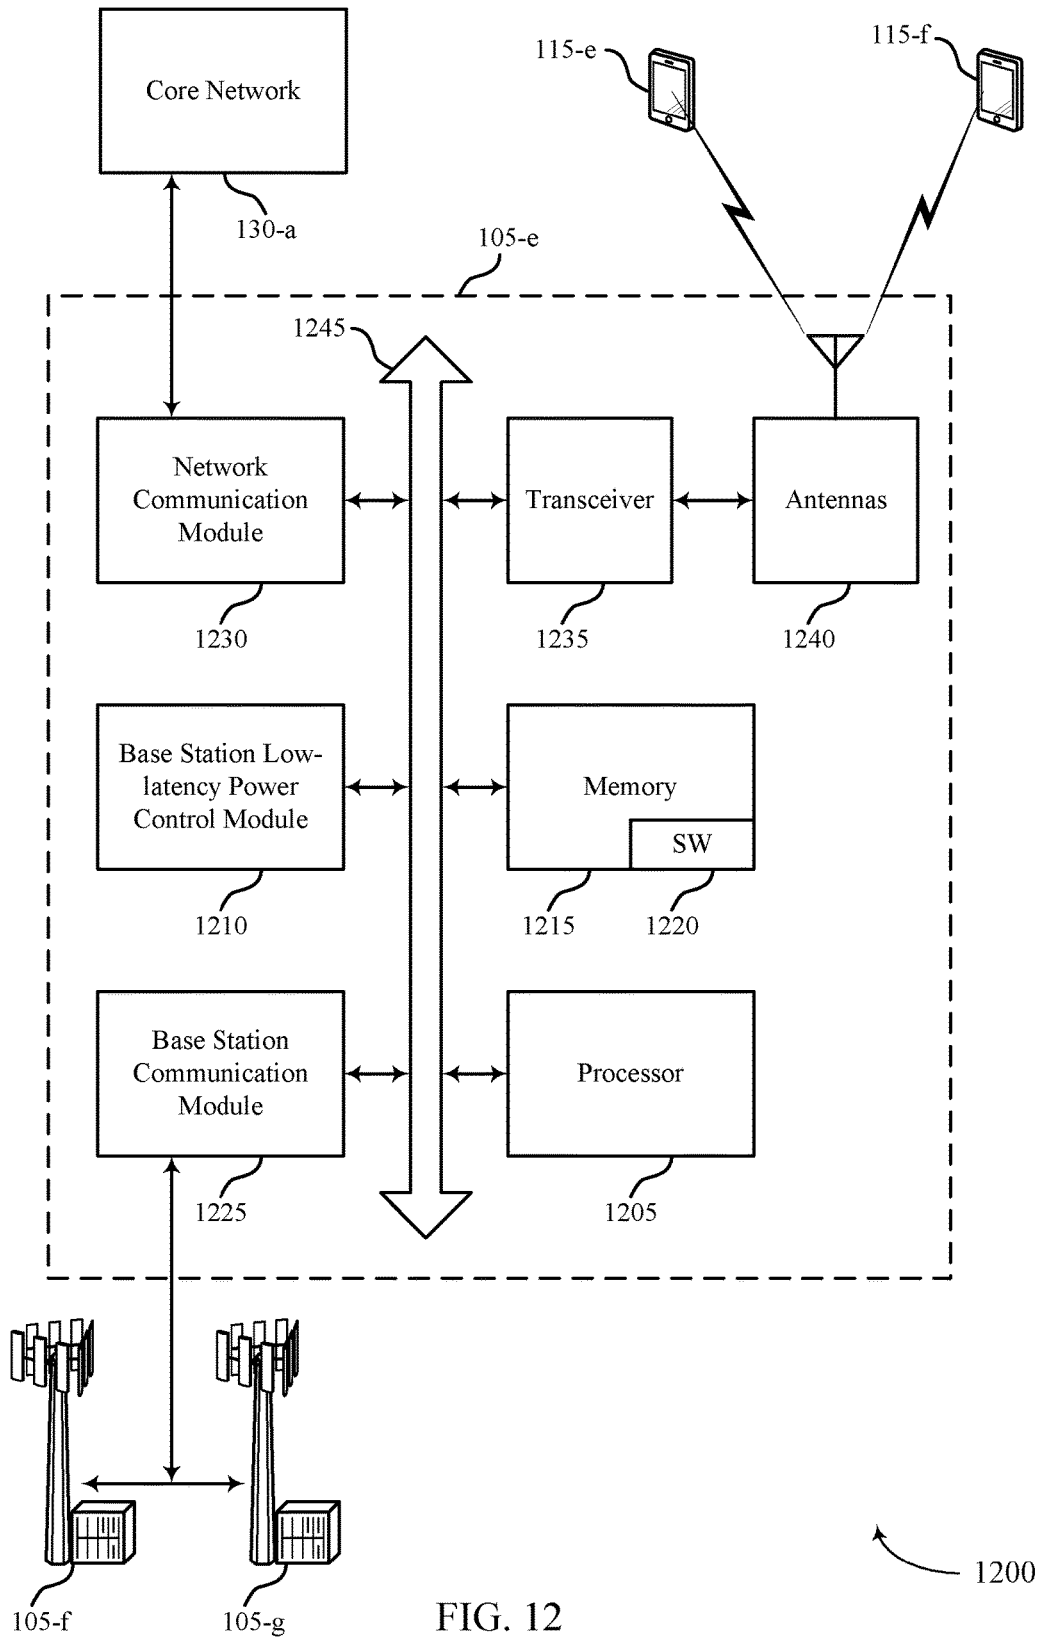 Core Network
130-a
115-e
115-f
105-e
1245
Network
Communication
Module
1230
Transceiver
1235
Antennas
1240
Base Station Low-
latency Power
Control Module
1210
Memory
SW
1215
1220
Base Station
Communication
Module
1225
Processor
1205
105-f
105-g
1200
FIG. 12